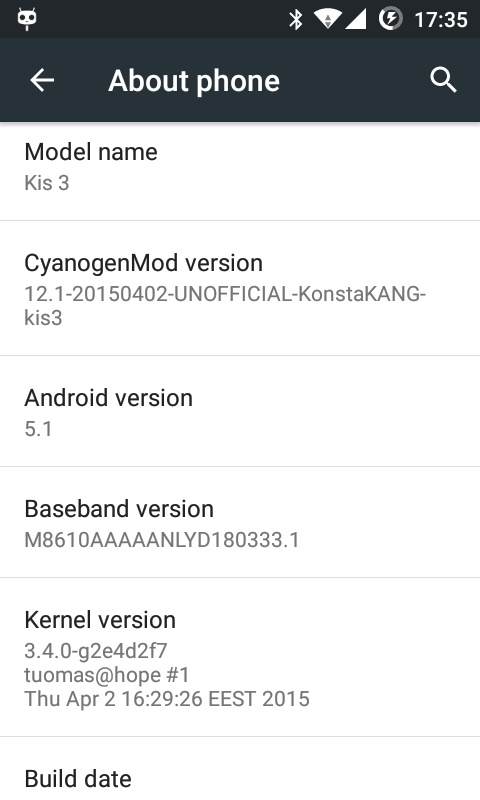 17:35
About phone
Model name
Kis 3
CyanogenMod version
12.1-20150402-UNOFFICIAL-KonstaKANG-
kis3
Android version
5.1
Baseband version
M8610AAAAANLYD180333.1
Kernel version
3.4.0-g2e4d2f7
tuomas@hope #1
Thu Apr 2 16:29:26 EEST 2015
Build date